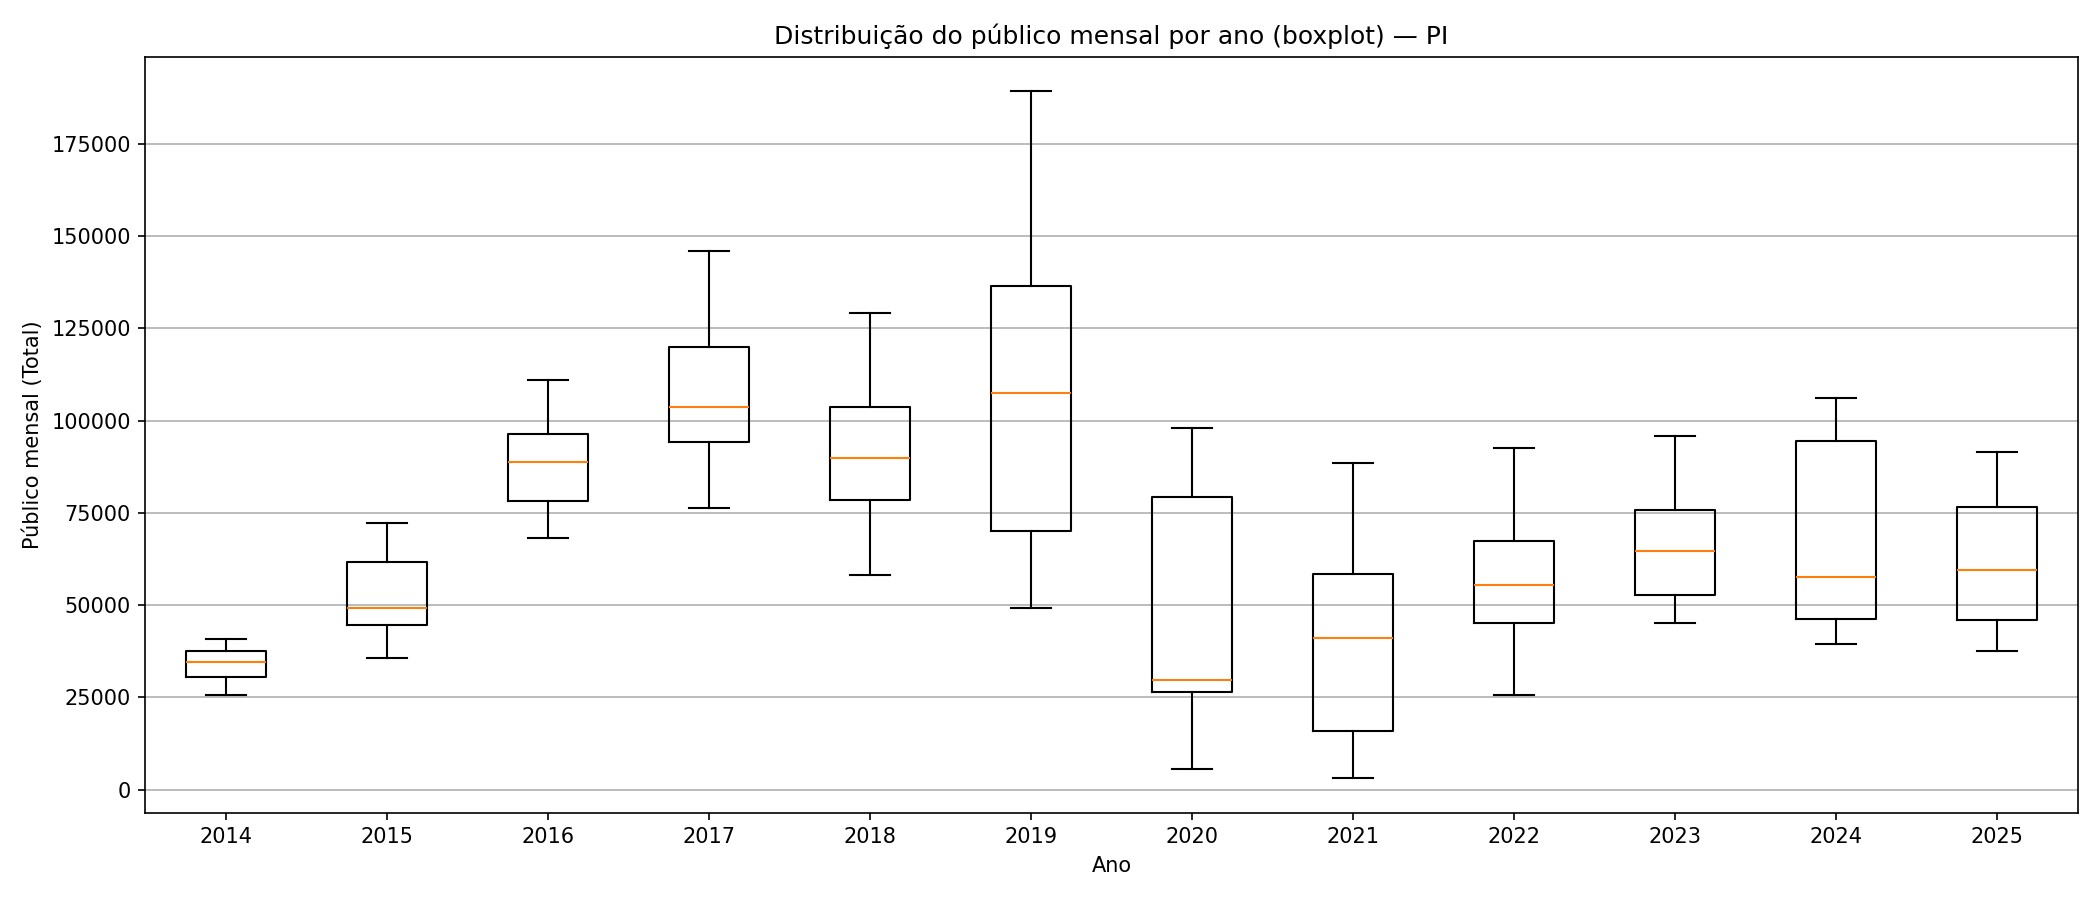 Distribuição do público mensal por ano (boxplot) — PI
Público mensal (Total)
175000
150000
125000
100000
75000
50000
25000
0
2014 2015 2016 2017 2018 2019 2020 2021 2022 2023 2024 2025
Ano